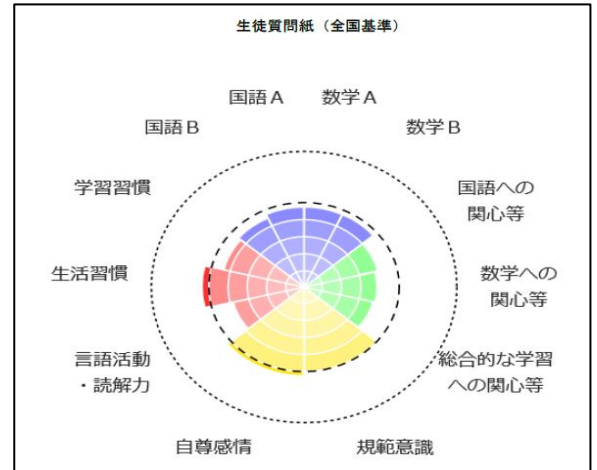 生徒質問紙（全国基準）
国語Ａ
数学Ａ
国語Ｂ
数学Ｂ
学習習慣
国語への
関心等
生活習慣
数学への
関心等
言語活動
・読解力
総合的な学習
への関心等
自尊感情
規範意識